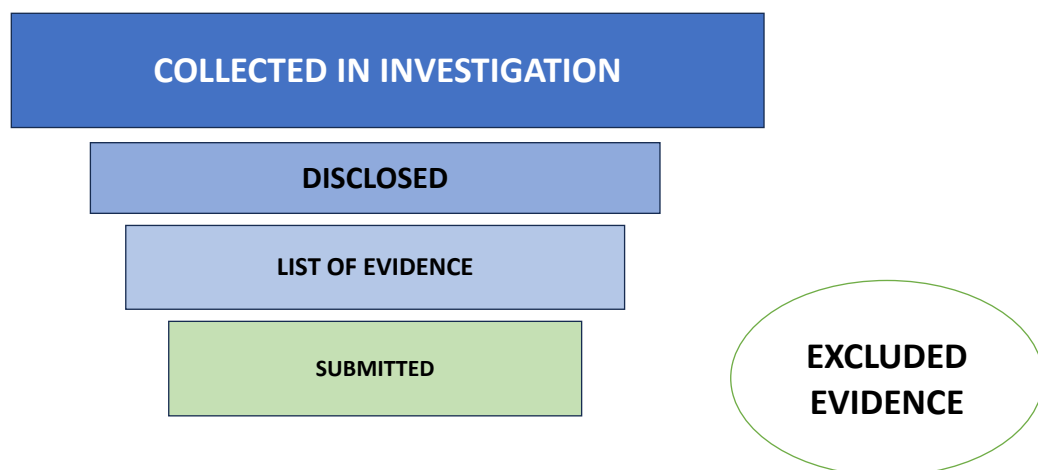 COLLECTED IN INVESTIGATION
DISCLOSED
LIST OF EVIDENCE
SUBMITTED
EXCLUDED
EVIDENCE